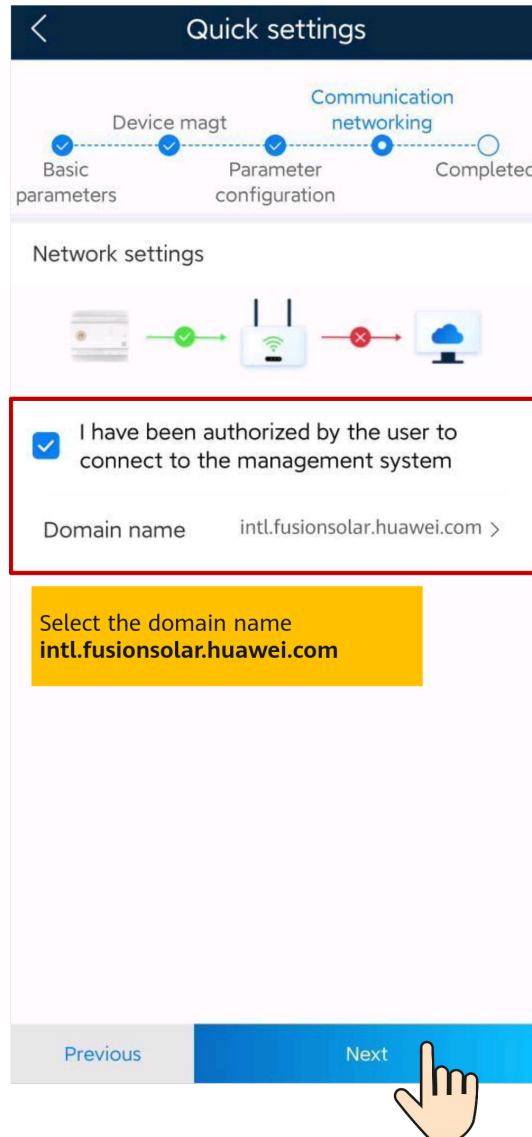 Quick settings
Communication
Device magt
networking
Basic
parameters
Parameter
configuration
Completed
Network settings
I have been authorized by the user to
connect to the management system
Domain name
intl.fusionsolar.huawei.com >
Select the domain name
intl.fusionsolar.huawei.com
Previous
Next